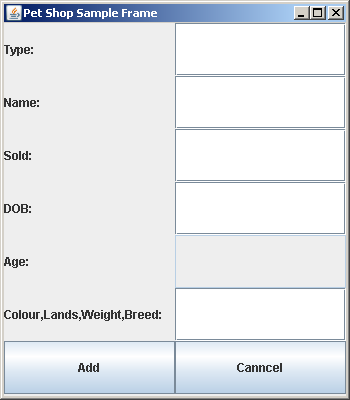 Pet Shop Sample Frame
Type:
Name:
Sold:
DOB:
Age:
Colour,Lands,Weight,Breed:
Add Canncel